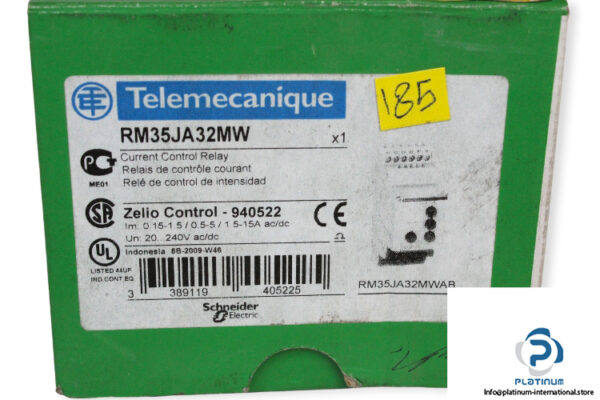 Telemecanique
185
RM35JA32MW
x1
Current Control Relay
Relais de contrôle courant
Relé de control de intensidad
ME01
Zelio Control - 940522
Im: 0.15-1.5 / 0.5-5 / 1.5-15A ac/dc
Un: 20...240V ac/dc
Indonesia 8B-2009-W46
LISTED 44UF
IND.CONT.EQ
3 389119 405225
RM35JA32MWAB
Schneider
Electric
PLATINUM
Info@platinum-international.store